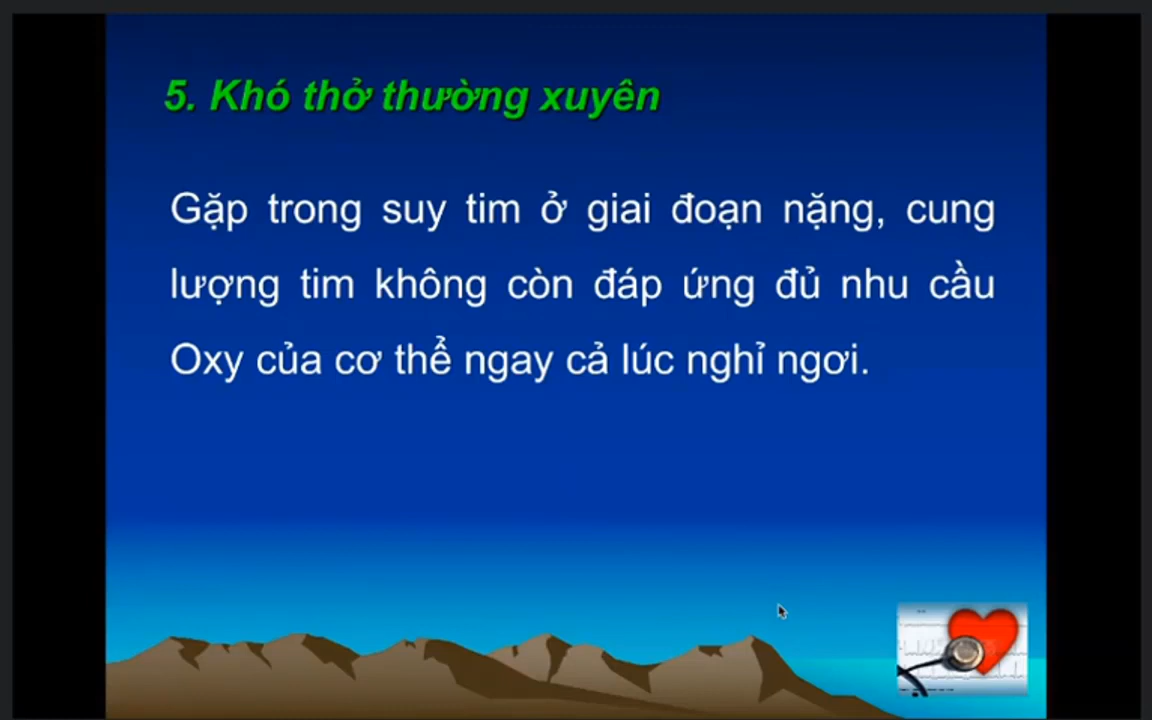 5. Khó thở thường xuyên
Gặp trong suy tim ở giai đoạn nặng, cung
lượng tim không còn đáp ứng đủ nhu cầu
Oxy của cơ thể ngay cả lúc nghỉ ngơi.